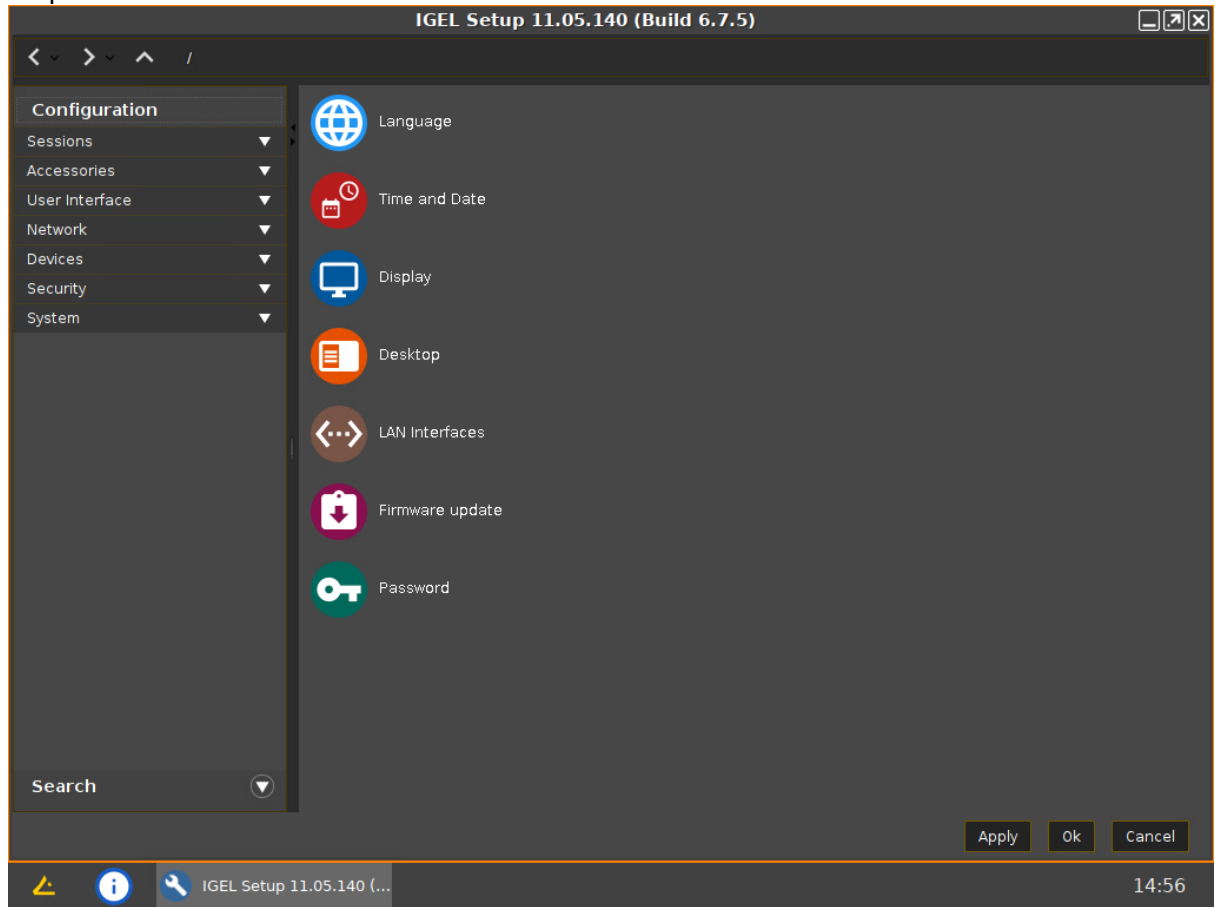 IGEL Setup 11.05.140 (Build 6.7.5)
/
Configuration
Sessions
Accessories
User Interface
Network
Devices
Security
System
Language
Time and Date
Display
Desktop
LAN Interfaces
Firmware update
Password
Search
Apply Ok Cancel
IGEL Setup 11.05.140 (...
14:56